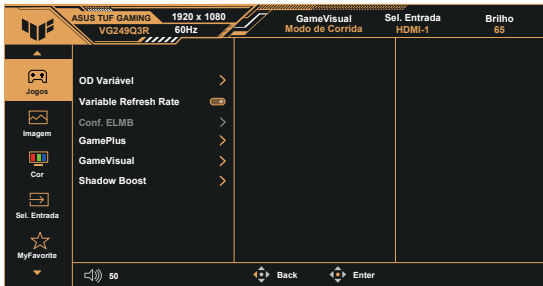 ASUS TUF GAMING 1920 x 1080
VG249Q3R 60Hz
GameVisual
Modo de Corrida
Sel. Entrada
HDMI-1
Brilho
65
Jogos
Imagem
Cor
Sel. Entrada
MyFavorite
OD Variável
Variable Refresh Rate
Conf. ELMB
GamePlus
GameVisual
Shadow Boost
50
Back
Enter